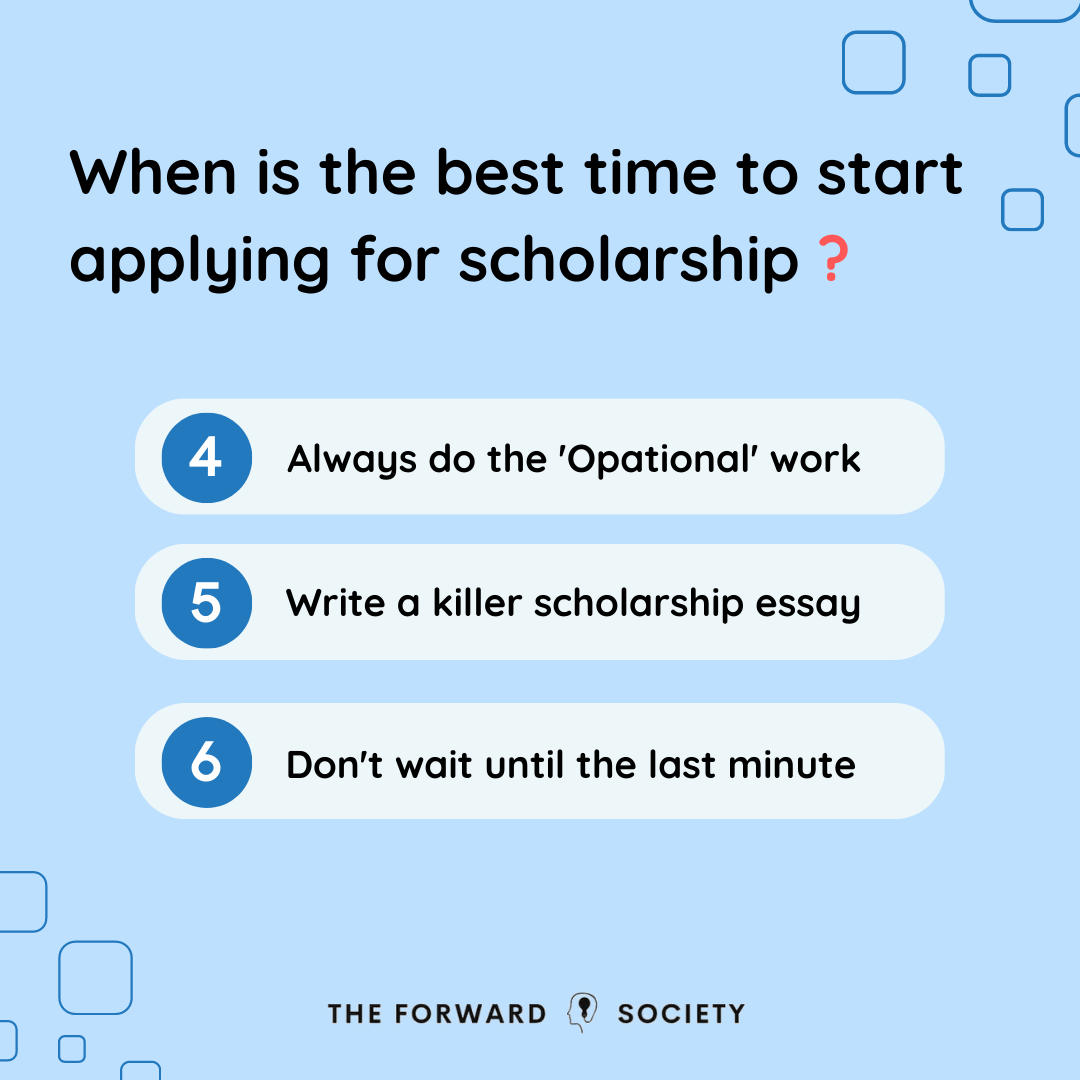 When is the best time to start
applying for scholarship ?
4 Always do the 'Opational' work
5 Write a killer scholarship essay
6 Don't wait until the last minute
THE FORWARD SOCIETY